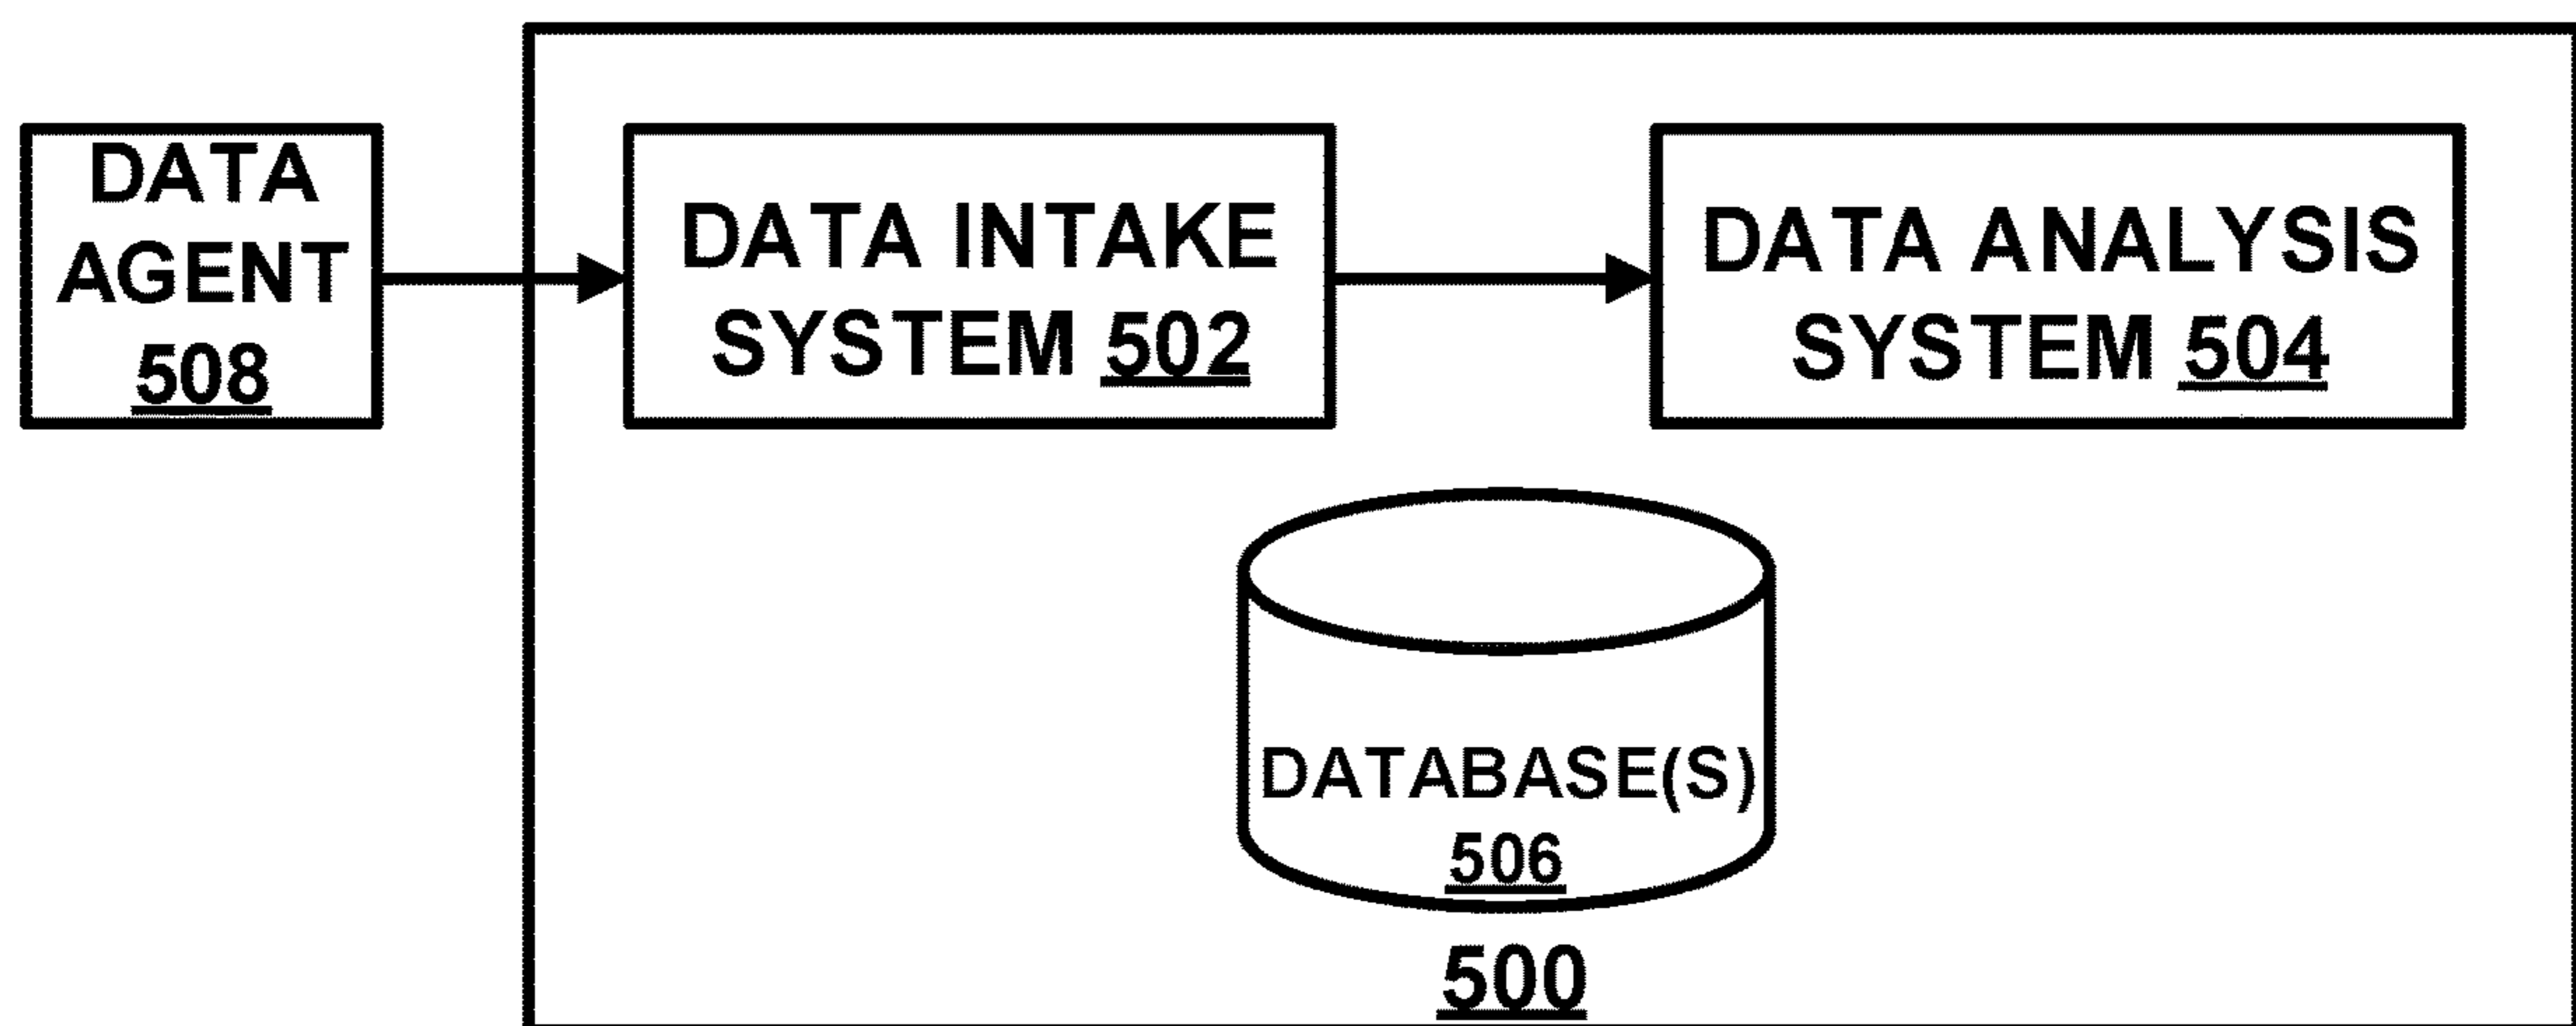 DATA
AGENT
508
DATA INTAKE
SYSTEM 502
DATA ANALYSIS
SYSTEM 504
DATABASE(S)
506
500